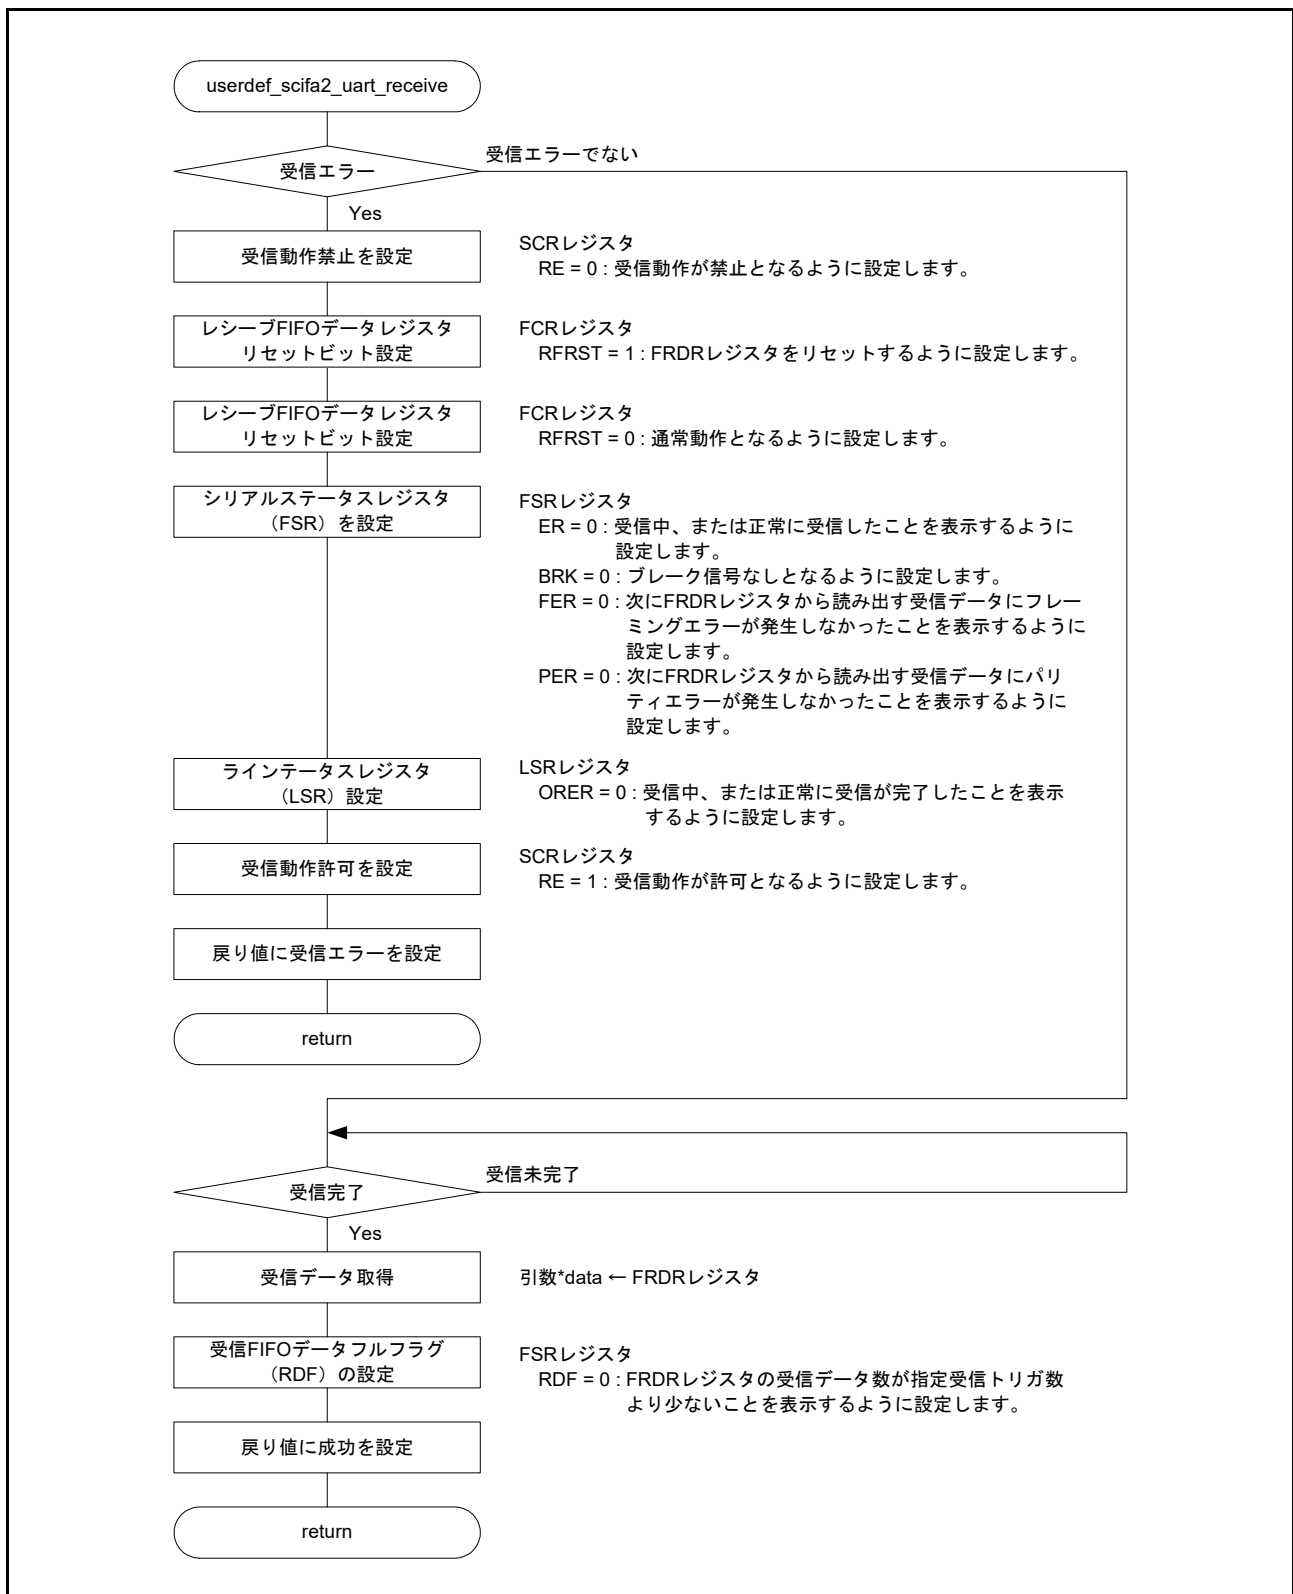 userdef_scifa2_uart_receive
受信エラー
受信エラーでない
Yes
受信動作禁止を設定
SCRレジスタ
RE = 0 : 受信動作が禁止となるように設定します。
レシーブFIFOデータレジスタ
リセットビット設定
FCRレジスタ
RFRST = 1 : FRDRレジスタをリセットするように設定します。
レシーブFIFOデータレジスタ
リセットビット設定
FCRレジスタ
RFRST = 0 : 通常動作となるように設定します。
シリアルステータスレジスタ
（FSR）を設定
FSRレジスタ
ER = 0 : 受信中、または正常に受信したことを表示するように
設定します。
BRK = 0 : ブレーク信号なしとなるように設定します。
FER = 0 : 次にFRDRレジスタから読み出す受信データにフレー
ミングエラーが発生しなかったことを表示するように
設定します。
PER = 0 : 次にFRDRレジスタから読み出す受信データにパリ
ティエラーが発生しなかったことを表示するように
設定します。
ラインテータスレジスタ
（LSR）設定
LSRレジスタ
ORER = 0 : 受信中、または正常に受信が完了したことを表示
するように設定します。
受信動作許可を設定
SCRレジスタ
RE = 1 : 受信動作が許可となるように設定します。
戻り値に受信エラーを設定
return
受信完了
受信未完了
Yes
受信データ取得
引数*data ← FRDRレジスタ
受信FIFOデータフルフラグ
（RDF）の設定
FSRレジスタ
RDF = 0 : FRDRレジスタの受信データ数が指定受信トリガ数
より少ないことを表示するように設定します。
戻り値に成功を設定
return